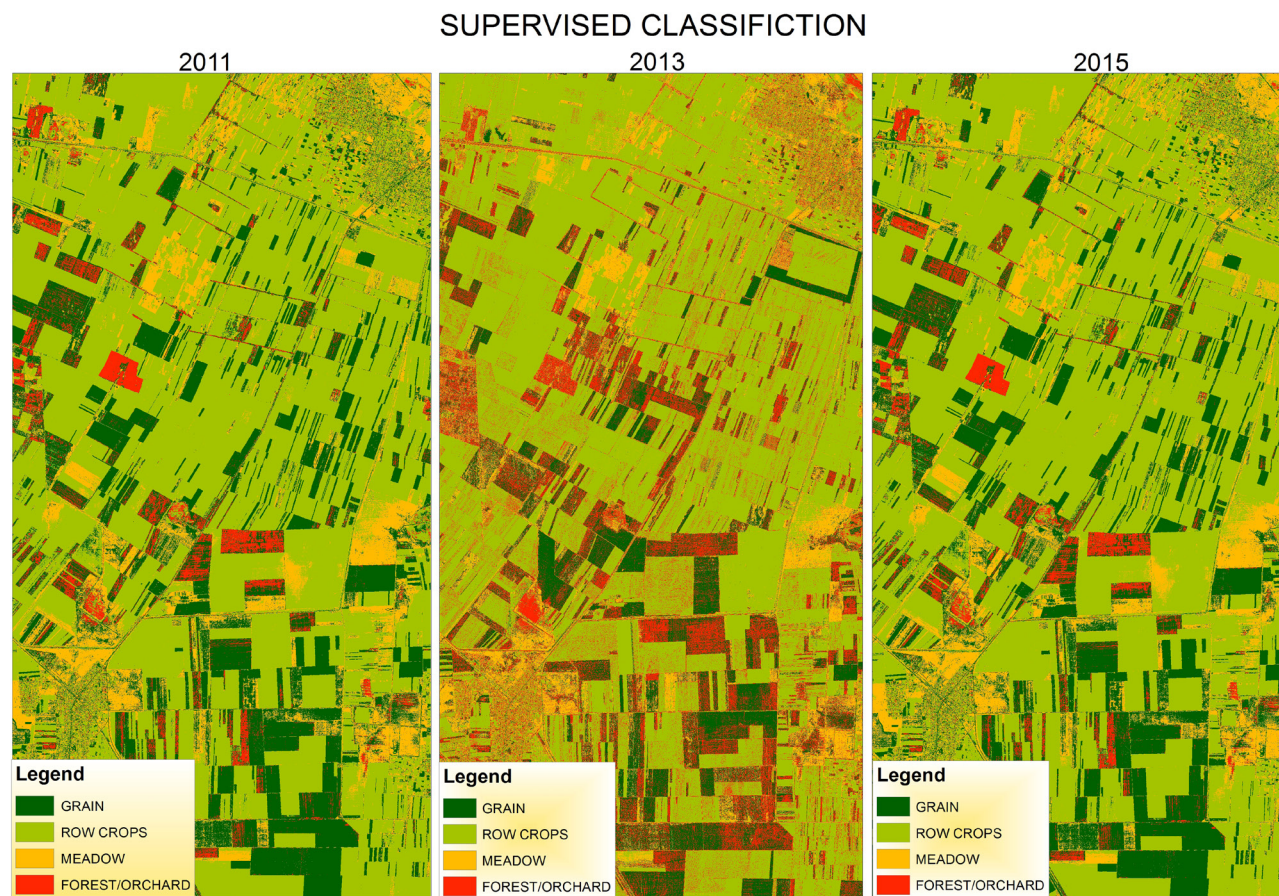 SUPERVISED CLASSIFICTION
2011
2013
2015
Legend
GRAIN
ROW CROPS
MEADOW
FOREST/ORCHARD
Legend
GRAIN
ROW CROPS
MEADOW
FOREST/ORCHARD
Legend
GRAIN
ROW CROPS
MEADOW
FOREST/ORCHARD